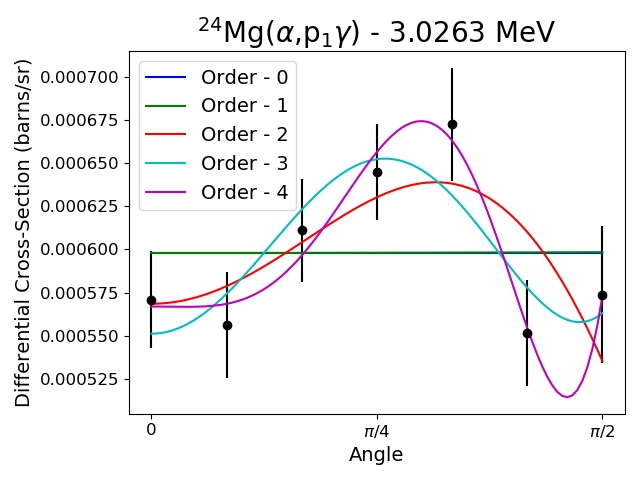 ²⁴Mg(α,p₁γ) - 3.0263 MeV
Differential Cross-Section (barns/sr)
0.000700
0.000675
0.000650
0.000625
0.000600
0.000575
0.000550
0.000525
Order - 0
Order - 1
Order - 2
Order - 3
Order - 4
0
π/4
π/2
Angle